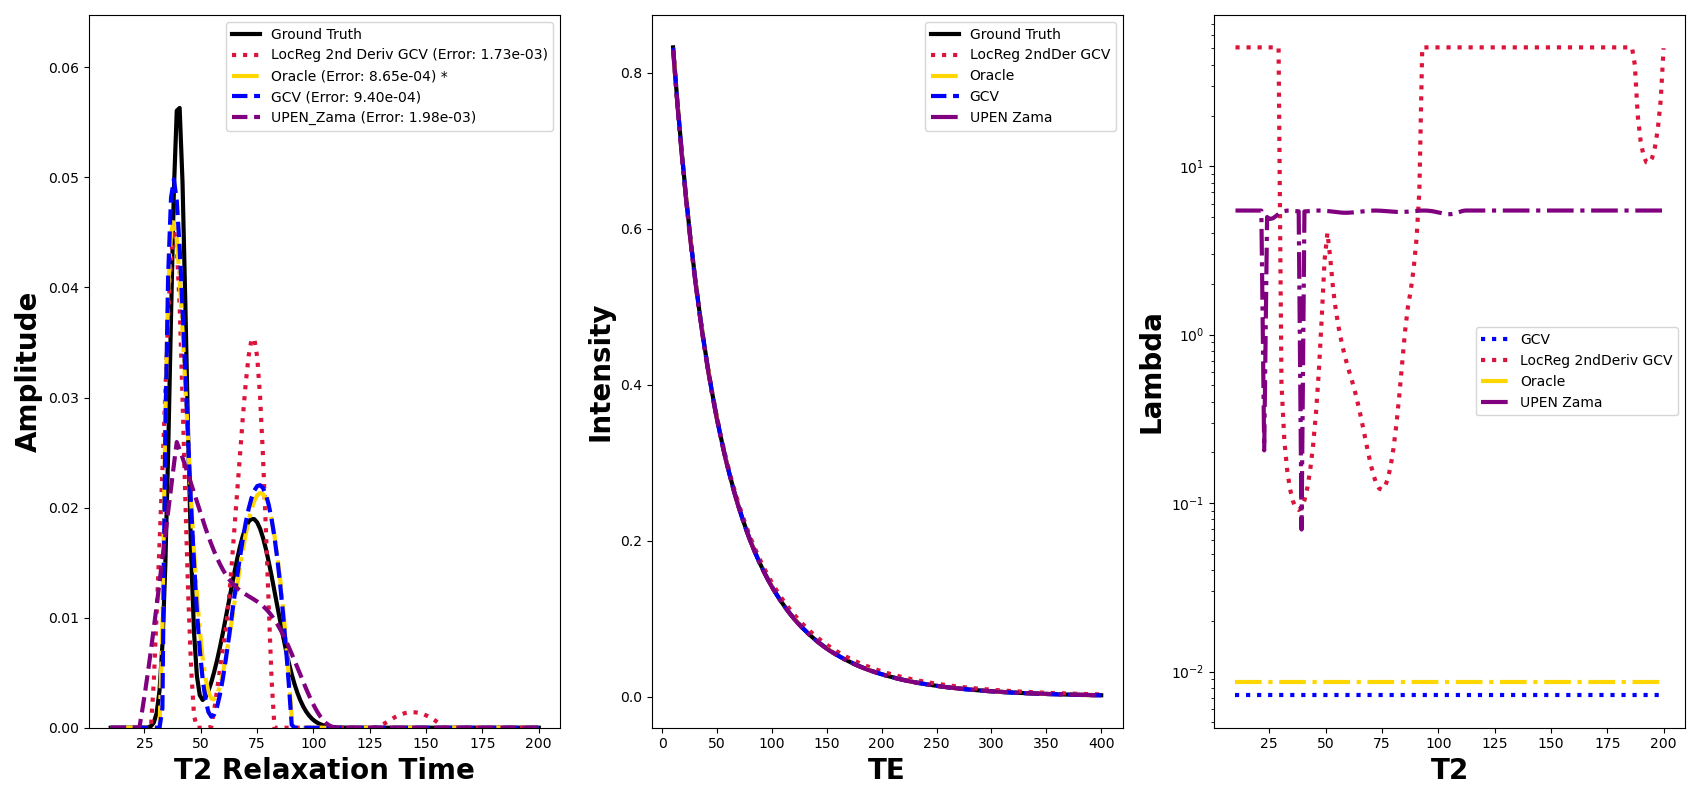 Ground Truth
LocReg 2nd Deriv GCV (Error: 1.73e-03)
Oracle (Error: 8.65e-04) *
GCV (Error: 9.40e-04)
UPEN_Zama (Error: 1.98e-03)
0.06
0.05
0.04
0.03
0.02
0.01
0.00
Amplitude
25 50 75 100 125 150 175 200
T2 Relaxation Time
Ground Truth
LocReg 2ndDer GCV
Oracle
GCV
UPEN Zama
0.8
0.6
0.4
0.2
0.0
Intensity
0 50 100 150 200 250 300 350 400
TE
10^1
10^0
10^-1
10^-2
Lambda
GCV
LocReg 2ndDeriv GCV
Oracle
UPEN Zama
25 50 75 100 125 150 175 200
T2